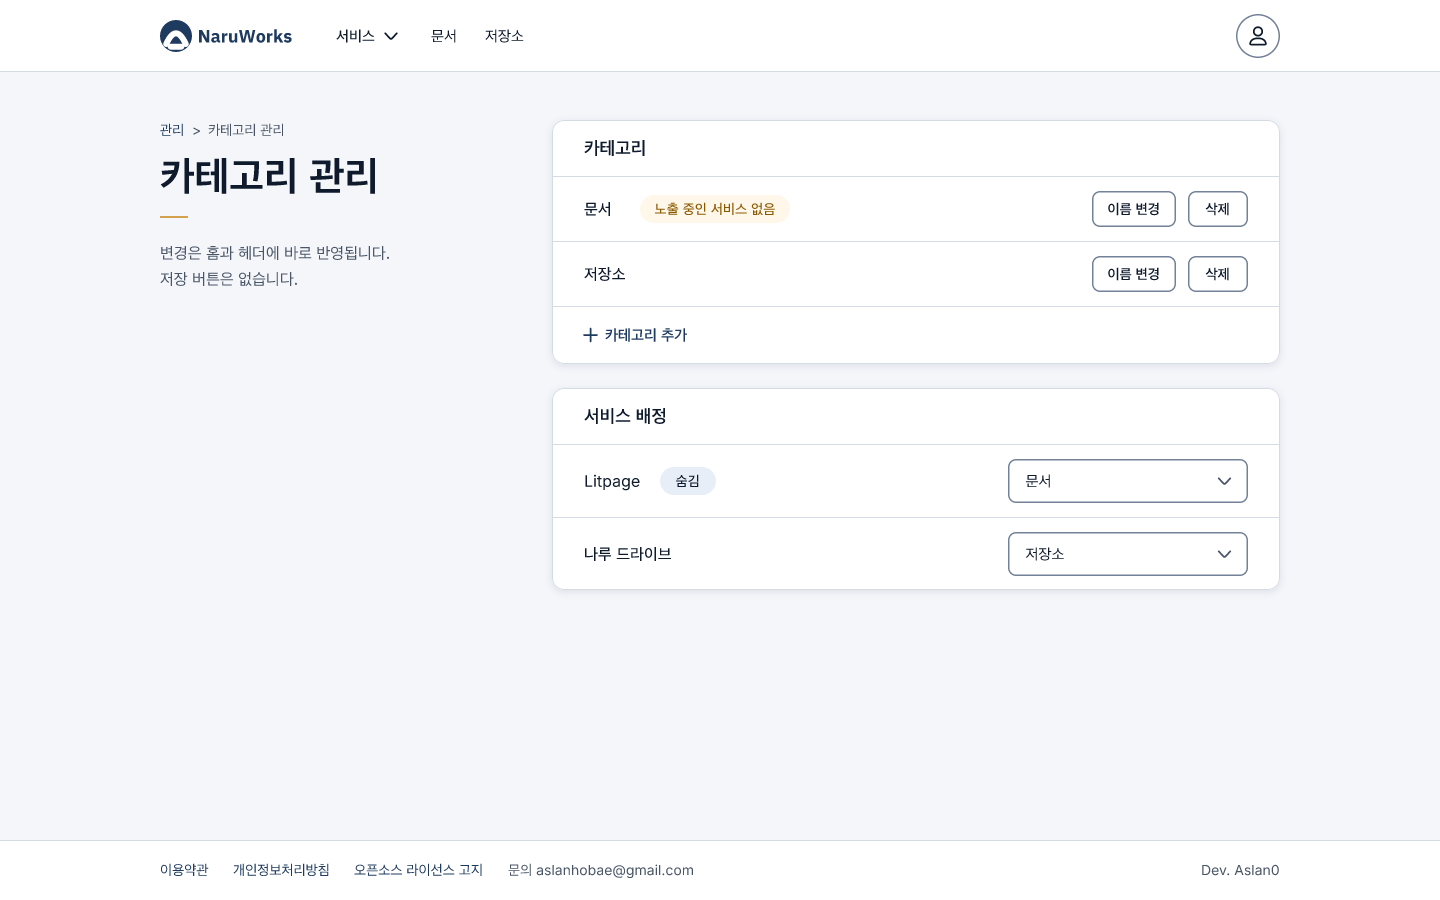 NaruWorks 서비스 문서 저장소
관리 > 카테고리 관리
카테고리 관리
변경은 홈과 헤더에 바로 반영됩니다.
저장 버튼은 없습니다.
카테고리
문서 노출 중인 서비스 없음 이름 변경 삭제
저장소 이름 변경 삭제
카테고리 추가
서비스 배정
Litpage 숨김 문서
나루 드라이브 저장소
이용약관 개인정보처리방침 오픈소스 라이선스 고지 문의 aslanhobae@gmail.com Dev. Aslan0